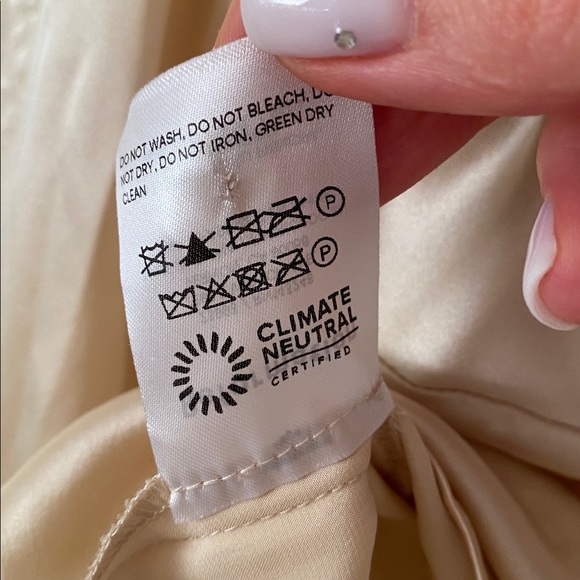 DO NOT WASH, DO NOT BLEACH, DO
NOT DRY, DO NOT IRON, GREEN DRY
CLEAN
P
P
CLIMATE
NEUTRAL
CERTIFIED